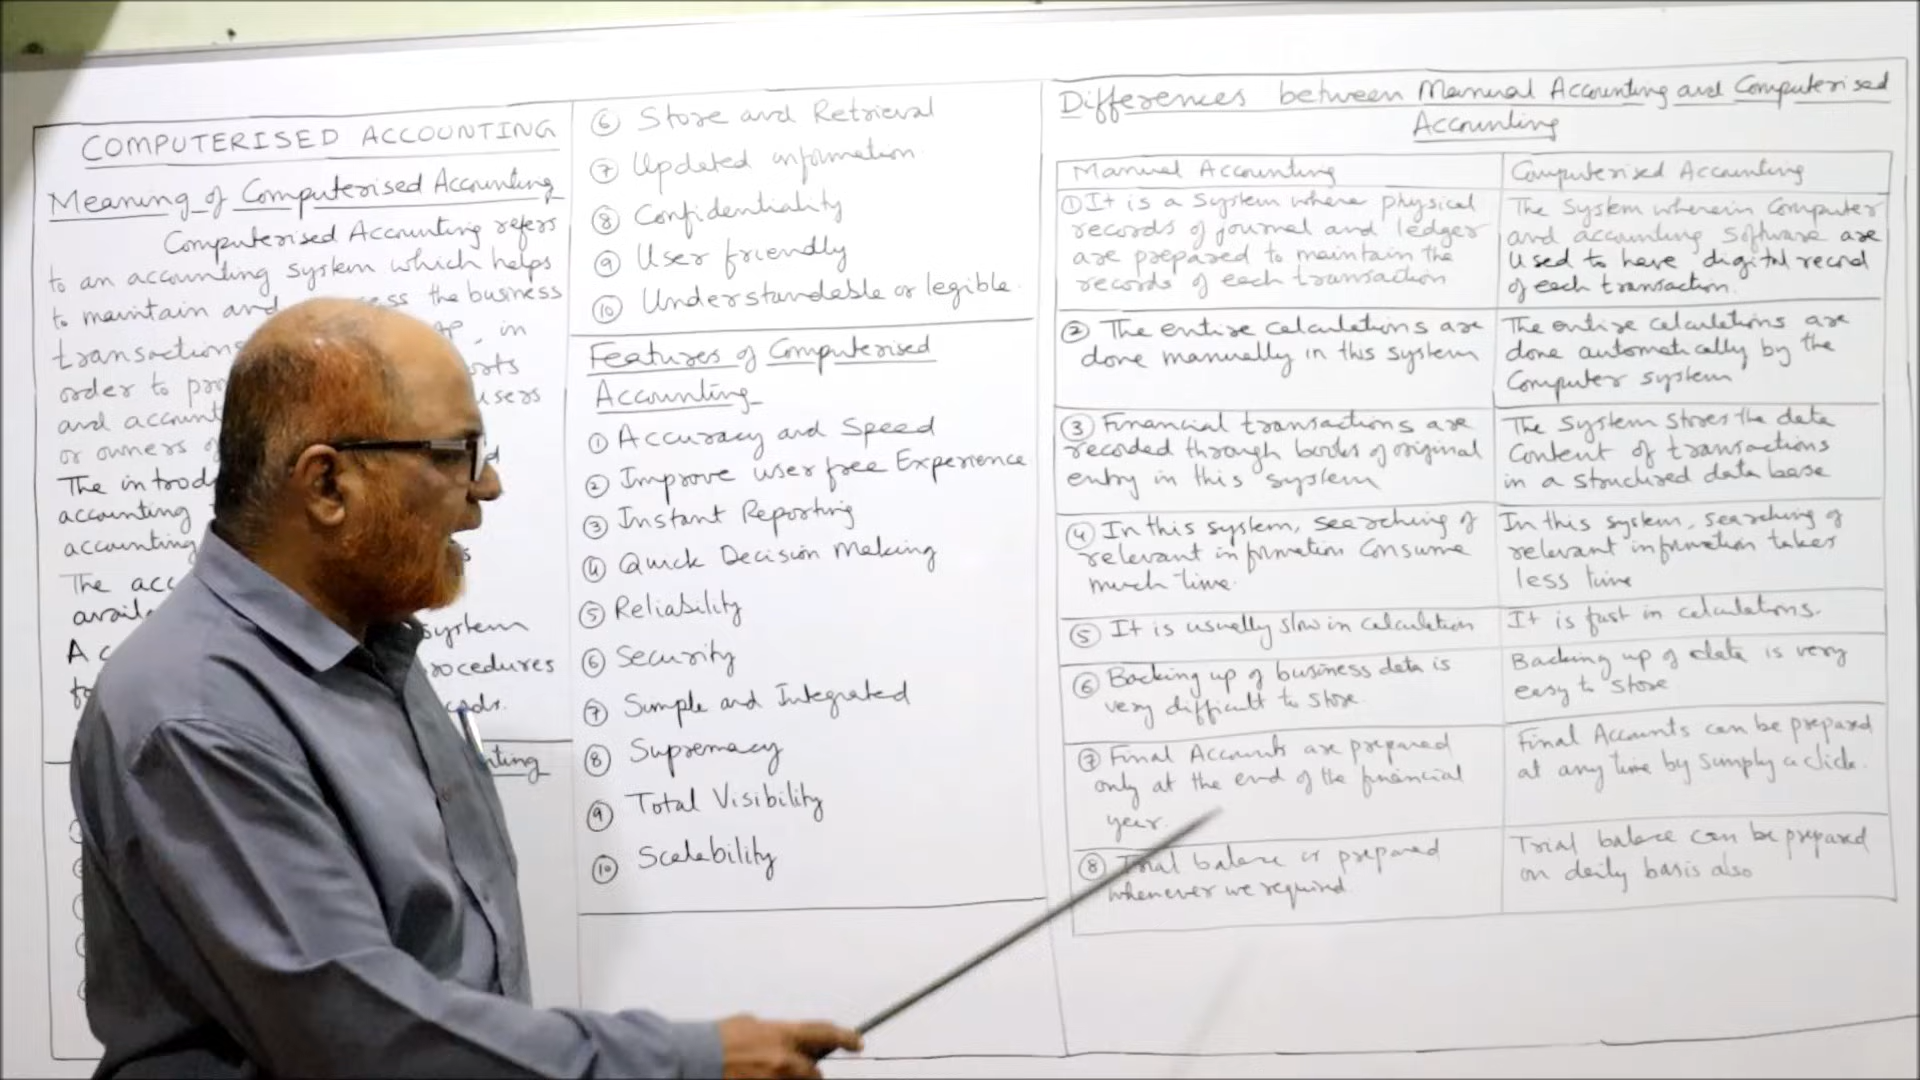 COMPUTERISED ACCOUNTING
Meaning of Computerised Accounting
Computerised Accounting refers
to an accounting system which helps
to maintain and the business
transactions in
order to
and
or owners
The
accounting
accounting
The
system
procedures
⑥ Store and Retrieval
⑦ Updated information
⑧ Confidentiality
⑨ User friendly
⑩ Understandable or legible.
Features of Computerised
Accounting
① Accuracy and Speed
② Improve user free Experience
③ Instant Reporting
④ Quick Decision Making
⑤ Reliability
⑥ Security
⑦ Simple and Integrated
⑧ Supremacy
⑨ Total Visibility
⑩ Scalability
Differences between Manual Accounting and Computerised
Accounting
Manual Accounting
① It is a System where physical
records of journal and ledger
are prepared to maintain the
records of each transaction
② The entire calculations are
done manually in this system
③ Financial transactions are
recorded through books of original
entry in this system
④ In this system, searching of
relevant information consume
much time.
⑤ It is usually slow in calculation
⑥ Backing up of business data is
very difficult to store.
⑦ Final Accounts are prepared
only at the end of the financial
year.
⑧ Trial balance is prepared
whenever we required.
Computerised Accounting
The System wherein Computer
and accounting Software are
used to have digital record
of each transaction.
The entire calculations are
done automatically by the
Computer system
The System stores the data
Content of transactions
in a structured data base
In this system, searching of
relevant information takes
less time
It is fast in calculations.
Backing up of data is very
easy to store
Final Accounts can be prepared
at any time by simply a click.
Trial balance can be prepared
on daily basis also